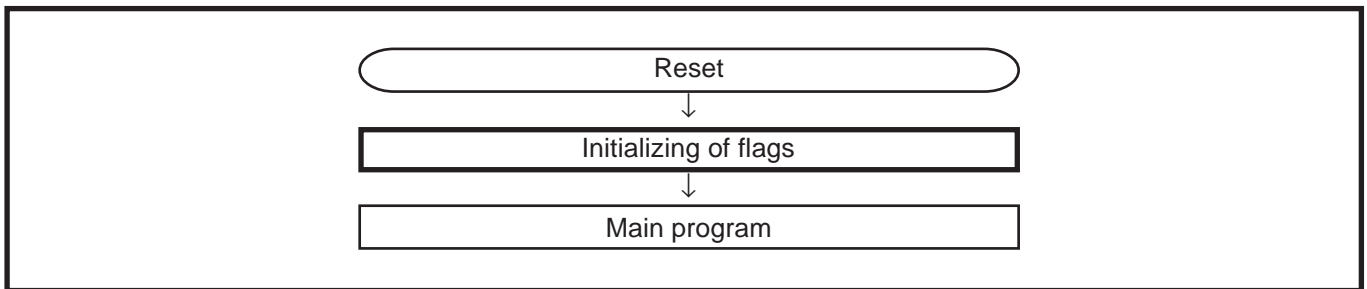 Reset
↓
Initializing of flags
↓
Main program